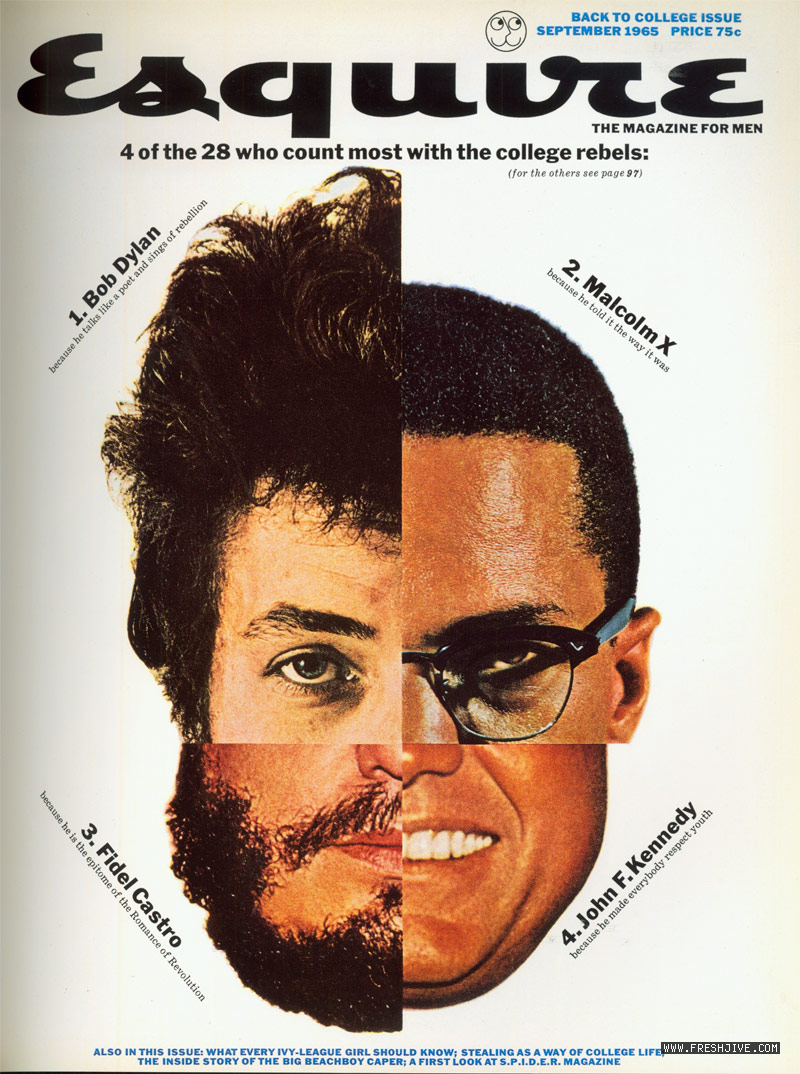 BACK TO COLLEGE ISSUE
SEPTEMBER 1965 PRICE 75c
Esquire
THE MAGAZINE FOR MEN
4 of the 28 who count most with the college rebels:
(for the others see page 97)
1. Bob Dylan
because he talks like a poet and sings of rebellion
2. Malcolm X
because he told it the way it was
3. Fidel Castro
because he is the epitome of the Romance of Revolution
4. John F. Kennedy
because he made everybody respect youth
ALSO IN THIS ISSUE: WHAT EVERY IVY-LEAGUE GIRL SHOULD KNOW; STEALING AS A WAY OF COLLEGE LIFE;
THE INSIDE STORY OF THE BIG BEACHBOY CAPER; A FIRST LOOK AT S.P.I.D.E.R. MAGAZINE
WWW.FRESHJIVE.COM